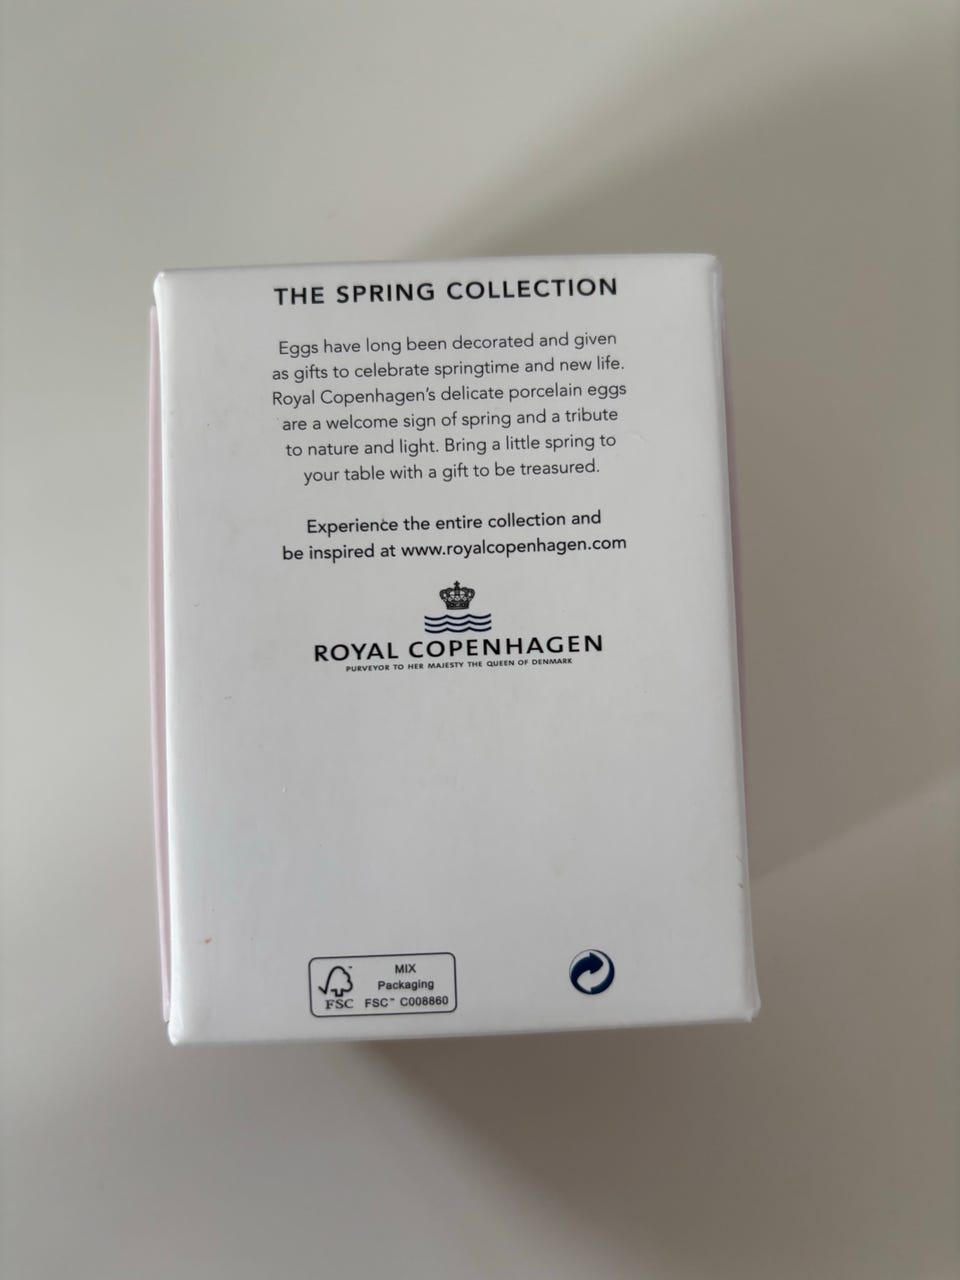 THE SPRING COLLECTION
Eggs have long been decorated and given
as gifts to celebrate springtime and new life.
Royal Copenhagen's delicate porcelain eggs
are a welcome sign of spring and a tribute
to nature and light. Bring a little spring to
your table with a gift to be treasured.
Experience the entire collection and
be inspired at www.royalcopenhagen.com
ROYAL COPENHAGEN
PURVEYOR TO HER MAJESTY THE QUEEN OF DENMARK
MIX
Packaging
FSC FSC™ C008860